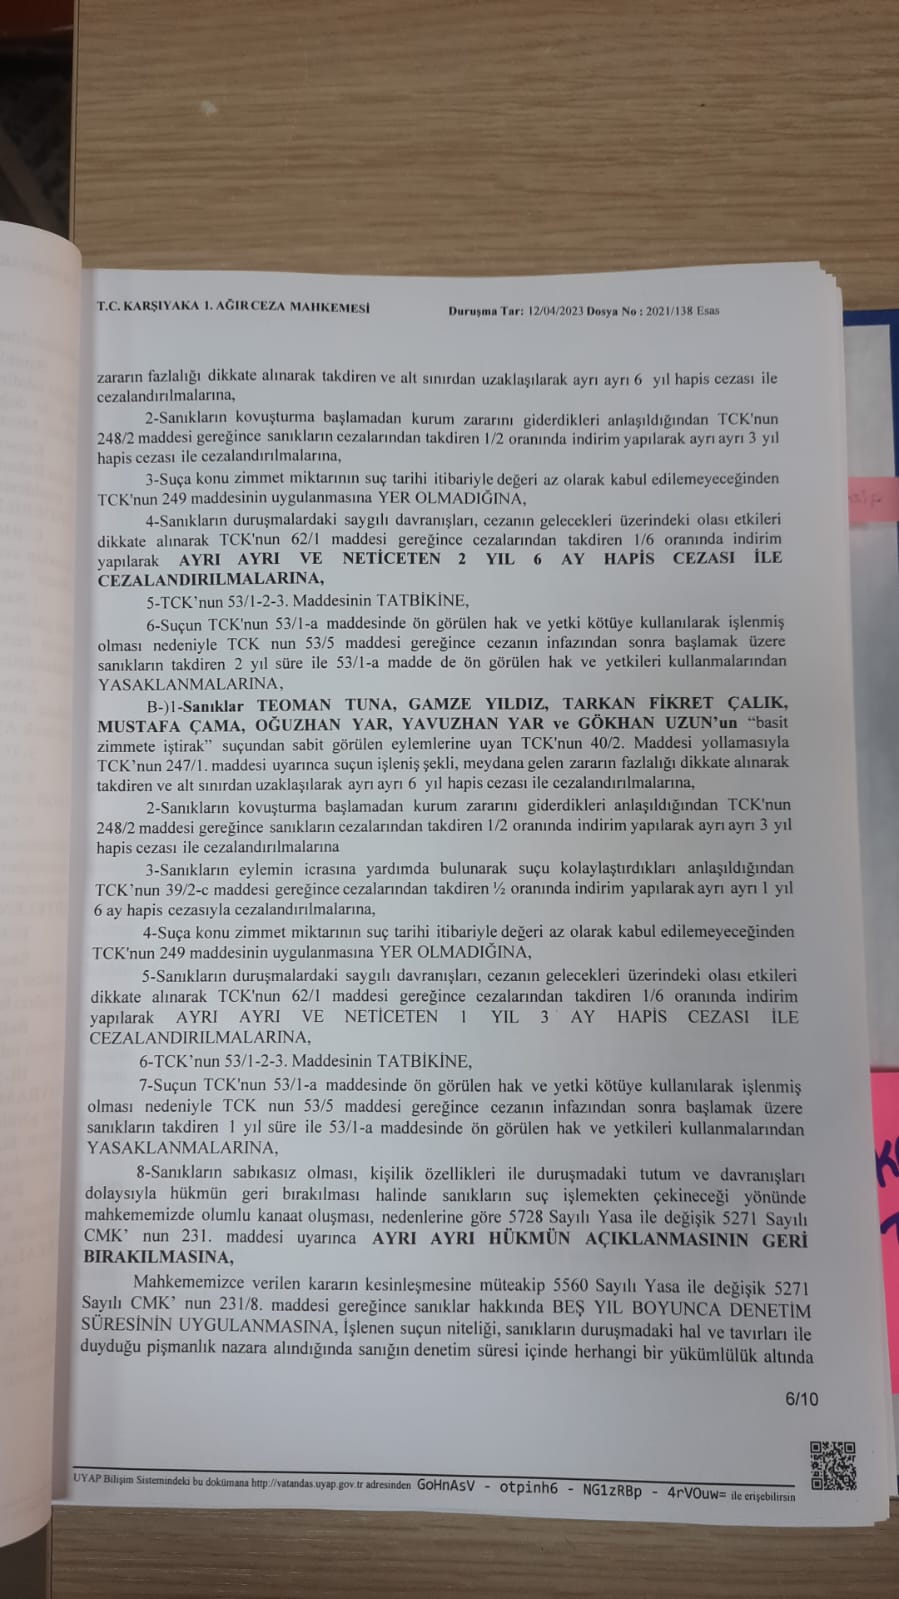 T.C. KARŞIYAKA 1. AĞIR CEZA MAHKEMESİ
Duruşma Tar: 12/04/2023 Dosya No : 2021/138 Esas
zararın fazlalığı dikkate alınarak takdiren ve alt sınırdan uzaklaşılarak ayrı ayrı 6 yıl hapis cezası ile
cezalandırılmalarına,
2-Sanıkların kovuşturma başlamadan kurum zararını giderdikleri anlaşıldığından TCK'nun
248/2 maddesi gereğince sanıkların cezalarından takdiren 1/2 oranında indirim yapılarak ayrı ayrı 3 yıl
hapis cezası ile cezalandırılmalarına,
3-Suça konu zimmet miktarının suç tarihi itibariyle değeri az olarak kabul edilemeyeceğinden
TCK'nun 249 maddesinin uygulanmasına YER OLMADIĞINA,
4-Sanıkların duruşmalardaki saygılı davranışları, cezanın gelecekleri üzerindeki olası etkileri
dikkate alınarak TCK'nun 62/1 maddesi gereğince cezalarından takdiren 1/6 oranında indirim
yapılarak AYRI AYRI VE NETİCETEN 2 YIL 6 AY HAPİS CEZASI İLE
CEZALANDIRILMALARINA,
5-TCK’nun 53/1-2-3. Maddesinin TATBİKİNE,
6-Suçun TCK'nun 53/1-a maddesinde ön görülen hak ve yetki kötüye kullanılarak işlenmiş
olması nedeniyle TCK nun 53/5 maddesi gereğince cezanın infazından sonra başlamak üzere
sanıkların takdiren 2 yıl süre ile 53/1-a madde de ön görülen hak ve yetkileri kullanmalarından
YASAKLANMALARINA,
B-)1-Sanıklar TEOMAN TUNA, GAMZE YILDIZ, TARKAN FİKRET ÇALIK,
MUSTAFA ÇAMA, OĞUZHAN YAR, YAVUZHAN YAR ve GÖKHAN UZUN’un “basit
zimmete iştirak” suçundan sabit görülen eylemlerine uyan TCK'nun 40/2. Maddesi yollamasıyla
TCK’nun 247/1. maddesi uyarınca suçun işleniş şekli, meydana gelen zararın fazlalığı dikkate alınarak
takdiren ve alt sınırdan uzaklaşılarak ayrı ayrı 6 yıl hapis cezası ile cezalandırılmalarına,
2-Sanıkların kovuşturma başlamadan kurum zararını giderdikleri anlaşıldığından TCK'nun
248/2 maddesi gereğince sanıkların cezalarından takdiren 1/2 oranında indirim yapılarak ayrı ayrı 3 yıl
hapis cezası ile cezalandırılmalarına
3-Sanıkların eylemin icrasına yardımda bulunarak suçu kolaylaştırdıkları anlaşıldığından
TCK’nun 39/2-c maddesi gereğince cezalarından takdiren ½ oranında indirim yapılarak ayrı ayrı 1 yıl
6 ay hapis cezasıyla cezalandırılmalarına,
4-Suça konu zimmet miktarının suç tarihi itibariyle değeri az olarak kabul edilemeyeceğinden
TCK'nun 249 maddesinin uygulanmasına YER OLMADIĞINA,
5-Sanıkların duruşmalardaki saygılı davranışları, cezanın gelecekleri üzerindeki olası etkileri
dikkate alınarak TCK'nun 62/1 maddesi gereğince cezalarından takdiren 1/6 oranında indirim
yapılarak AYRI AYRI VE NETİCETEN 1 YIL 3 AY HAPİS CEZASI İLE
CEZALANDIRILMALARINA,
6-TCK’nun 53/1-2-3. Maddesinin TATBİKİNE,
7-Suçun TCK'nun 53/1-a maddesinde ön görülen hak ve yetki kötüye kullanılarak işlenmiş
olması nedeniyle TCK nun 53/5 maddesi gereğince cezanın infazından sonra başlamak üzere
sanıkların takdiren 1 yıl süre ile 53/1-a maddesinde ön görülen hak ve yetkileri kullanmalarından
YASAKLANMALARINA,
8-Sanıkların sabıkasız olması, kişilik özellikleri ile duruşmadaki tutum ve davranışları
dolaysıyla hükmün geri bırakılması halinde sanıkların suç işlemekten çekineceği yönünde
mahkememizde olumlu kanaat oluşması, nedenlerine göre 5728 Sayılı Yasa ile değişik 5271 Sayılı
CMK’ nun 231. maddesi uyarınca AYRI AYRI HÜKMÜN AÇIKLANMASININ GERİ
BIRAKILMASINA,
Mahkememizce verilen kararın kesinleşmesine müteakip 5560 Sayılı Yasa ile değişik 5271
Sayılı CMK’ nun 231/8. maddesi gereğince sanıklar hakkında BEŞ YIL BOYUNCA DENETİM
SÜRESİNİN UYGULANMASINA, İşlenen suçun niteliği, sanıkların duruşmadaki hal ve tavırları ile
duyduğu pişmanlık nazara alındığında sanığın denetim süresi içinde herhangi bir yükümlülük altında
6/10
UYAP Bilişim Sistemindeki bu dokümana http://vatandas.uyap.gov.tr adresinden GoHnAsV - otpinh6 - NG1zRBp - 4rVOuw= ile erişebilirsin